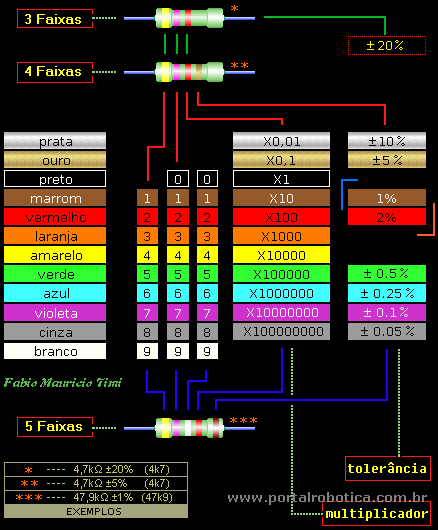 3 Faixas
*
±20%
4 Faixas
**
prata X0,01 ±10%
ouro X0,1 ±5%
preto 0 0 X1
marrom 1 1 1 X10 1%
vermelho 2 2 2 X100 2%
laranja 3 3 3 X1000
amarelo 4 4 4 X10000
verde 5 5 5 X100000 ± 0.5%
azul 6 6 6 X1000000 ± 0.25%
violeta 7 7 7 X10000000 ± 0.1%
cinza 8 8 8 X100000000 ± 0.05%
branco 9 9 9
Fabio Mauricio Timi
5 Faixas
***
tolerância
* ---- 4,7kΩ ±20% (4k7)
** ---- 4,7kΩ ±5% (4k7)
*** ---- 47,9kΩ ±1% (47k9)
EXEMPLOS
www.portalrobotica.com.br
multiplicador